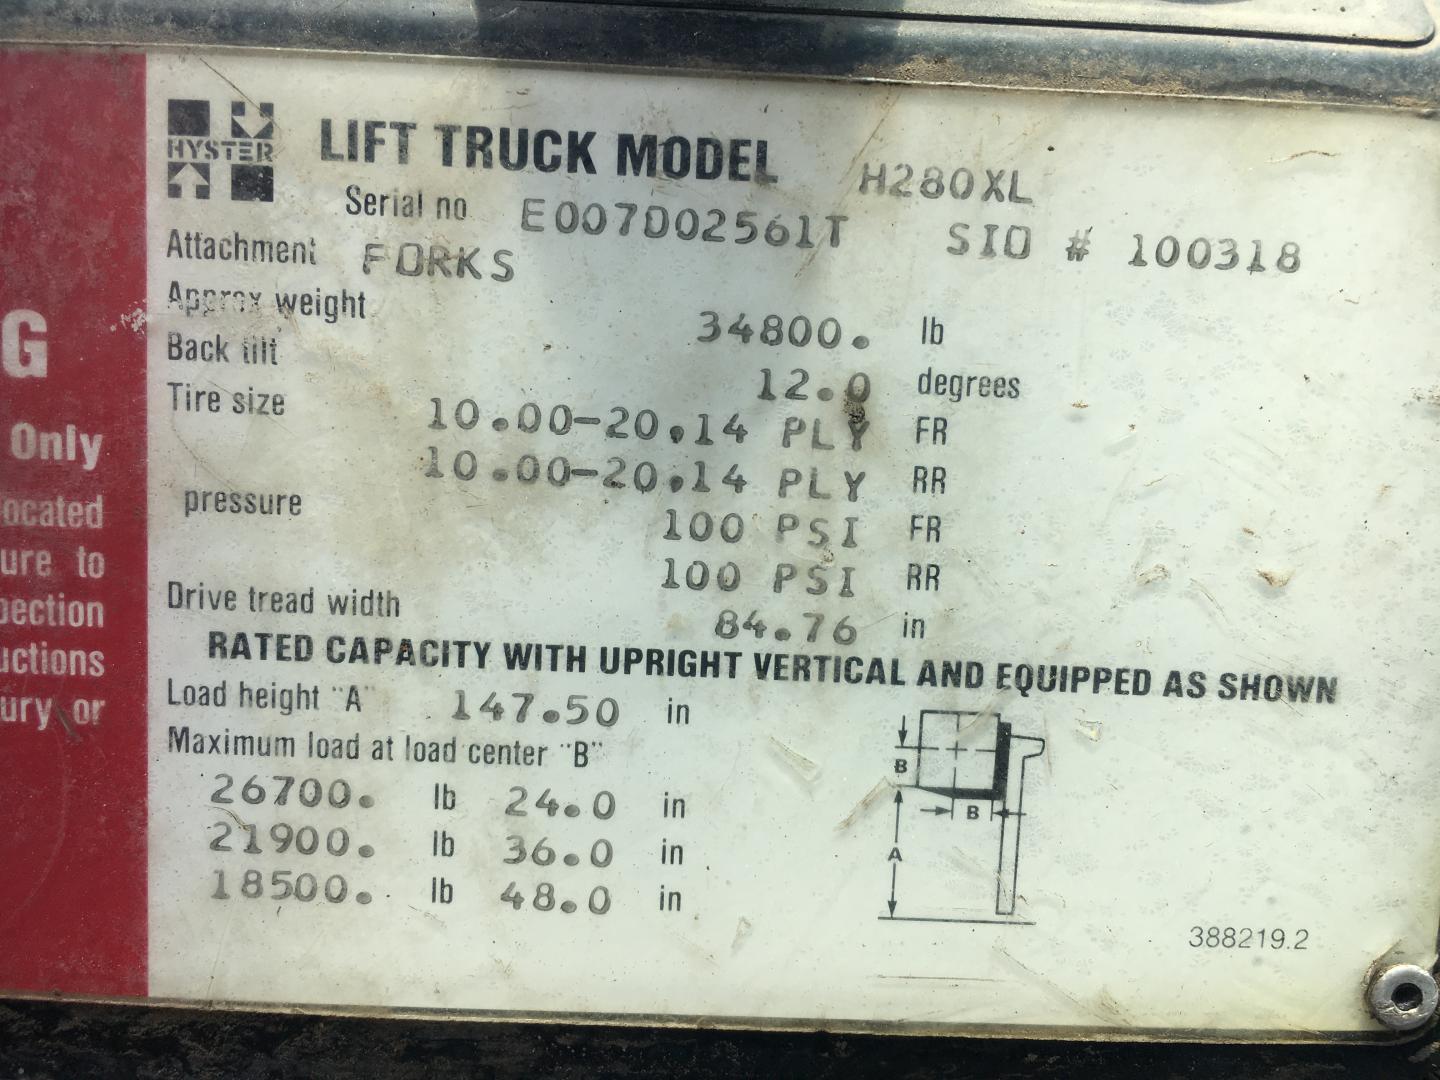 HYSTER
LIFT TRUCK MODEL H280XL
Serial no E007D02561T SIO # 100318
Attachment FORKS
Approx weight 34800. lb
Back tilt 12.0 degrees
Tire size 10.00-20.14 PLY FR
10.00-20.14 PLY RR
pressure 100 PSI FR
100 PSI RR
Drive tread width 84.76 in
RATED CAPACITY WITH UPRIGHT VERTICAL AND EQUIPPED AS SHOWN
Load height "A" 147.50 in
Maximum load at load center "B"
26700. lb 24.0 in
21900. lb 36.0 in
18500. lb 48.0 in
B
B
A
388219.2
G
Only
ocated
ure to
pection
uctions
ury or